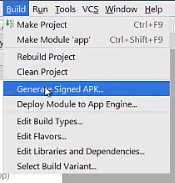 Build Run Tools VCS Window Help
Make Project Ctrl+F9
Make Module 'app' Ctrl+Shift+F9
Rebuild Project
Clean Project
Generate Signed APK...
Deploy Module to App Engine...
Edit Build Types...
Edit Flavors...
Edit Libraries and Dependencies...
Select Build Variant...